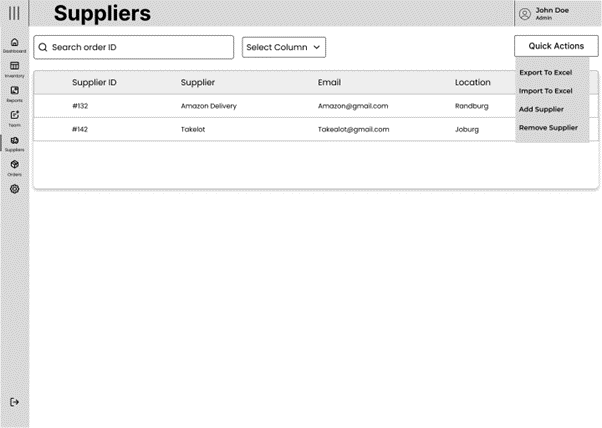 Suppliers
John Doe
Admin
Search order ID
Select Column
Quick Actions
Export To Excel
Import To Excel
Add Supplier
Remove Supplier
Supplier ID Supplier Email Location
#132 Amazon Delivery Amazon@gmail.com Randburg
#142 Takelot Takealot@gmail.com Joburg
Dashboard
Inventory
Reports
Team
Suppliers
Orders